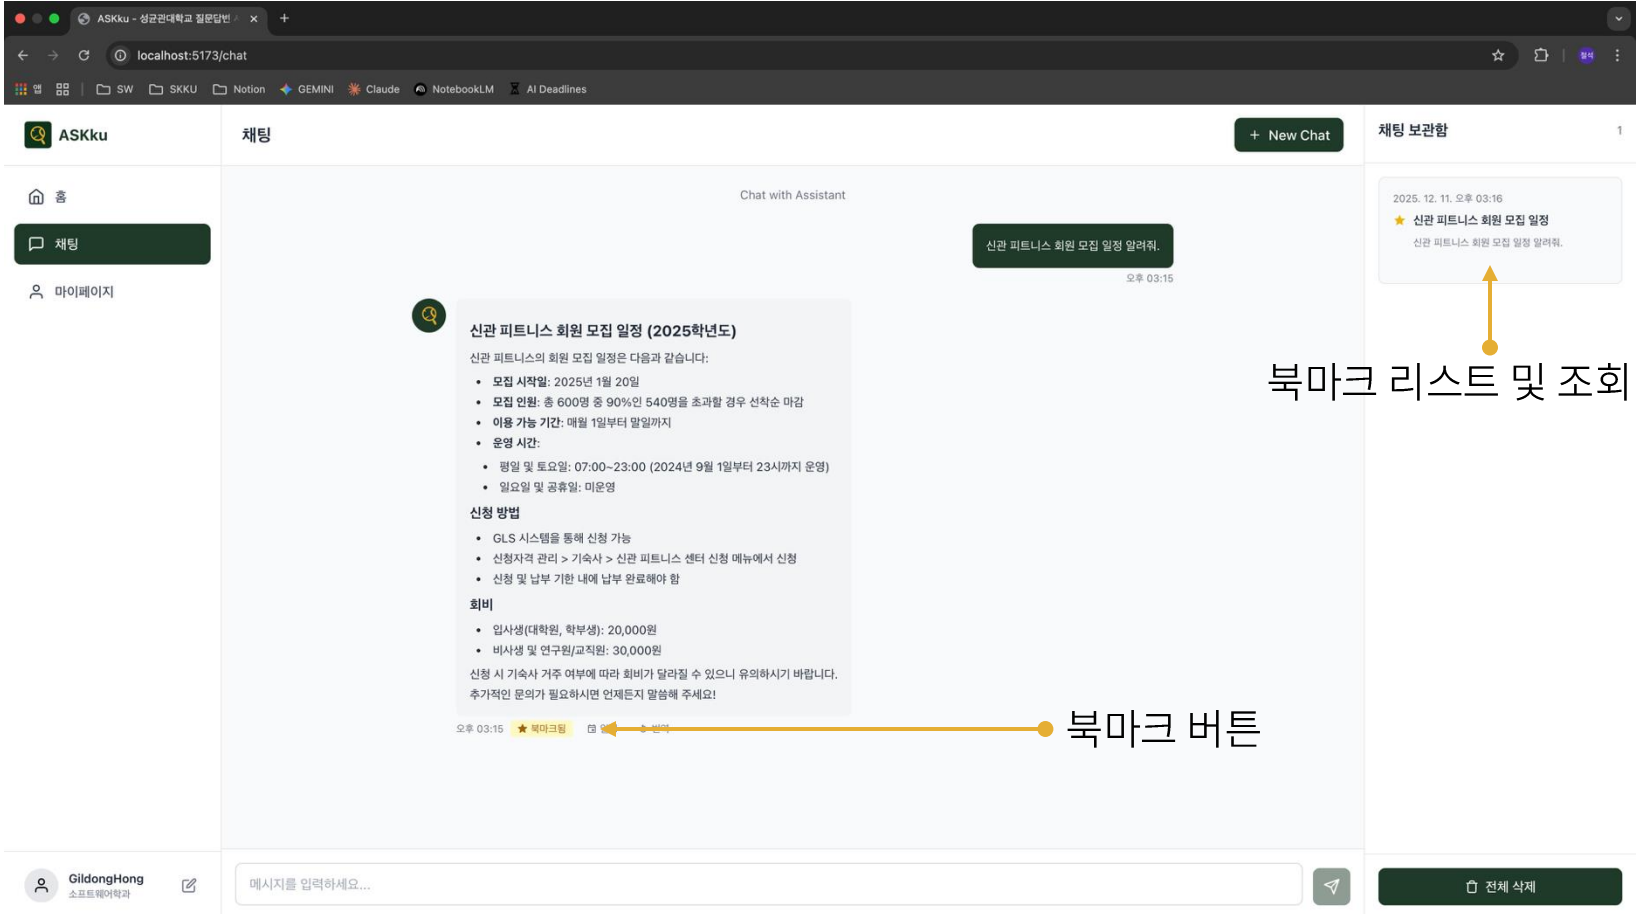 ASKku - 성균관대학교 질문답변 A
localhost:5173/chat
앱 SW SKKU Notion GEMINI Claude NotebookLM AI Deadlines
ASKku
홈
채팅
마이페이지
GildongHong
소프트웨어학과
채팅
+ New Chat
Chat with Assistant
신관 피트니스 회원 모집 일정 알려줘.
오후 03:15
신관 피트니스 회원 모집 일정 (2025학년도)
신관 피트니스의 회원 모집 일정은 다음과 같습니다:
• 모집 시작일: 2025년 1월 20일
• 모집 인원: 총 600명 중 90%인 540명을 초과할 경우 선착순 마감
• 이용 가능 기간: 매월 1일부터 말일까지
• 운영 시간:
• 평일 및 토요일: 07:00~23:00 (2024년 9월 1일부터 23시까지 운영)
• 일요일 및 공휴일: 미운영
신청 방법
• GLS 시스템을 통해 신청 가능
• 신청자격 관리 > 기숙사 > 신관 피트니스 센터 신청 메뉴에서 신청
• 신청 및 납부 기한 내에 납부 완료해야 함
회비
• 입사생(대학원, 학부생): 20,000원
• 비사생 및 연구원/교직원: 30,000원
신청 시 기숙사 거주 여부에 따라 회비가 달라질 수 있으니 유의하시기 바랍니다.
추가적인 문의가 필요하시면 언제든지 말씀해 주세요!
오후 03:15 북마크됨
북마크 버튼
메시지를 입력하세요...
채팅 보관함 1
2025. 12. 11. 오후 03:16
신관 피트니스 회원 모집 일정
신관 피트니스 회원 모집 일정 알려줘.
북마크 리스트 및 조회
전체 삭제